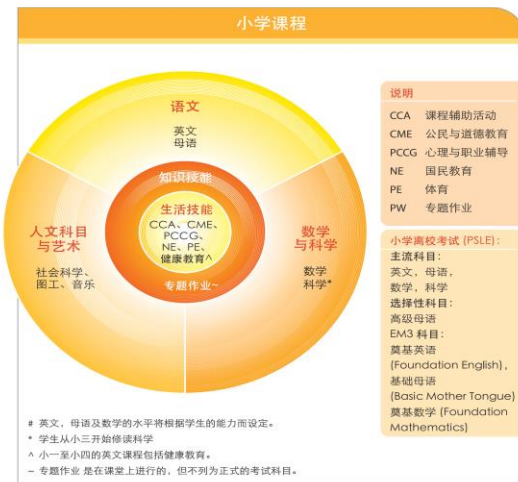 小学课程
语文
英文
母语
知识技能
生活技能
CCA、CME、
PCCG、
NE、PE、
健康教育^
专题作业~
人文科目
与艺术
社会科学、
图工、音乐
数学
与科学
数学
科学*
说明
CCA 课程辅助活动
CME 公民与道德教育
PCCG 心理与职业辅导
NE 国民教育
PE 体育
PW 专题作业
小学离校考试 (PSLE)：
主流科目：
英文，母语，
数学，科学
选择性科目：
高级母语
EM3 科目：
奠基英语
(Foundation English)，
基础母语
(Basic Mother Tongue)
奠基数学 (Foundation
Mathematics)
# 英文，母语及数学的水平将根据学生的能力而设定。
* 学生从小三开始修读科学
^ 小一至小四的英文课程包括健康教育。
~ 专题作业 是在课堂上进行的，但不列为正式的考试科目。